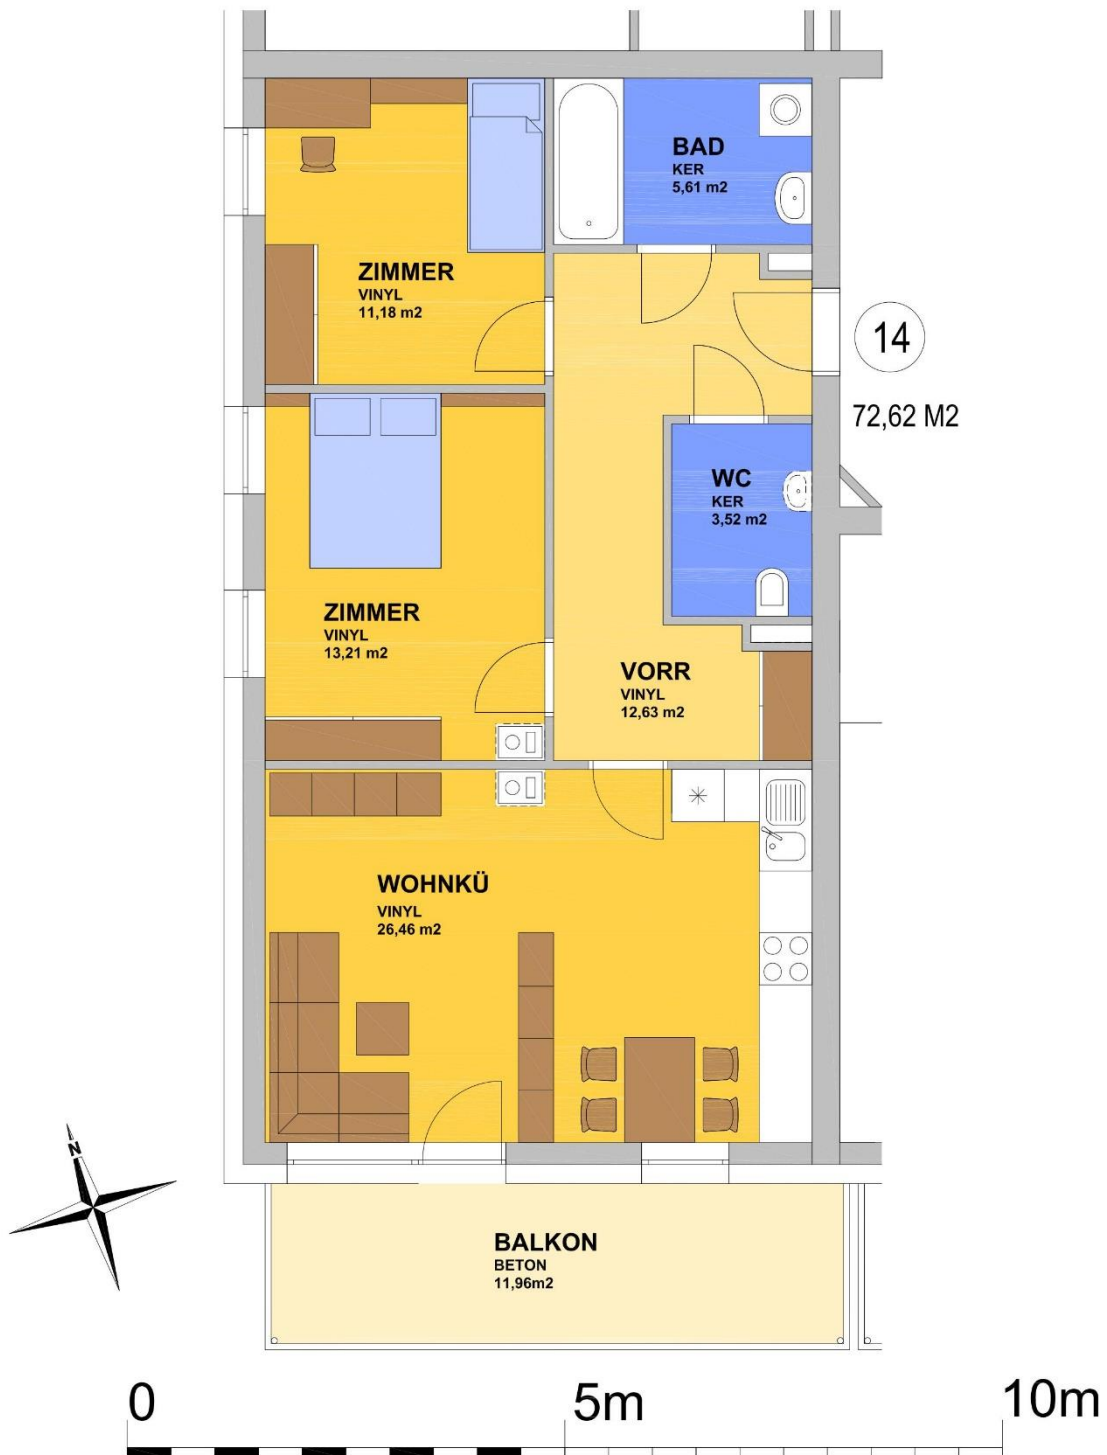 BAD
KER
5,61 m2
ZIMMER
VINYL
11,18 m2
14
72,62 M2
WC
KER
3,52 m2
ZIMMER
VINYL
13,21 m2
VORR
VINYL
12,63 m2
WOHNKÜ
VINYL
26,46 m2
N
BALKON
BETON
11,96m2
0 5m 10m